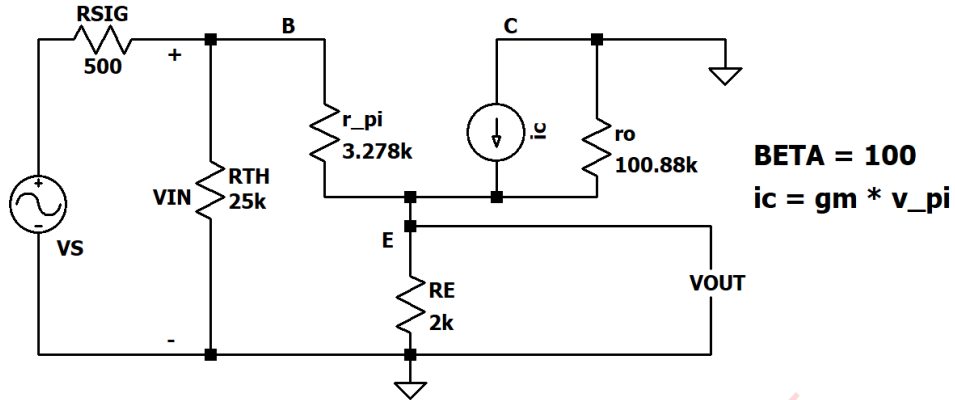 RSIG
500
+
B
C
r_pi
3.278k
ic
ro
100.88k
BETA = 100
ic = gm * v_pi
VIN
RTH
25k
+
-
VS
E
VOUT
RE
2k
-